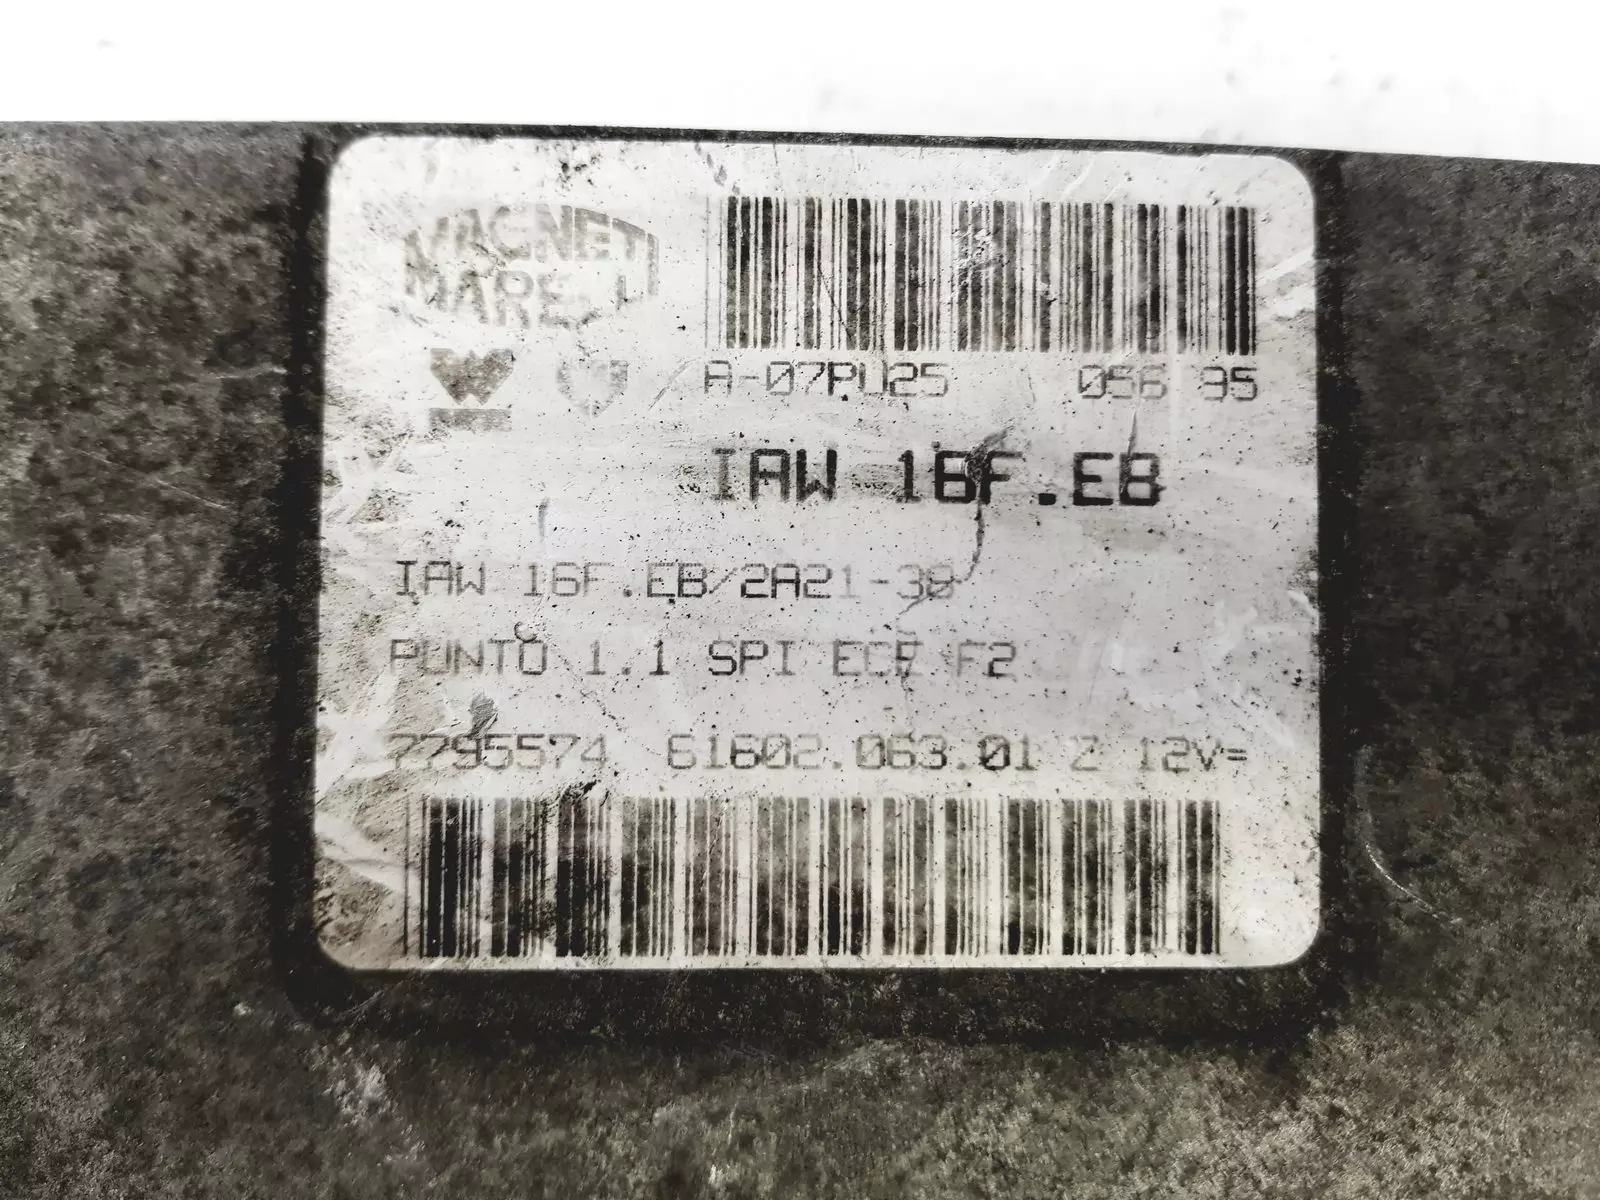 MAGNETI
MARELLI
A-07PU25 056 95
IAW 16F.EB
IAW 16F.EB/2A21-38
PUNTO 1.1 SPI ECE F2
7795574 61602.063.01 Z 12V=